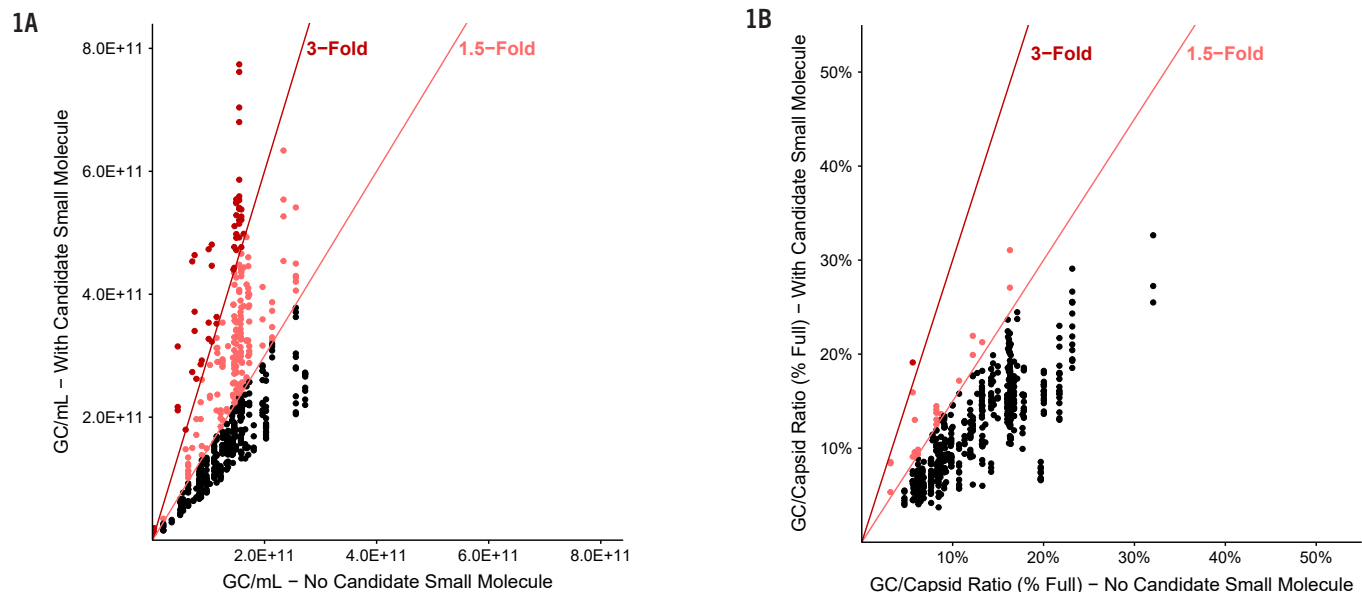 1A
GC/mL − With Candidate Small Molecule
8.0E+11
6.0E+11
4.0E+11
2.0E+11
3−Fold
1.5−Fold
2.0E+11
4.0E+11
6.0E+11
8.0E+11
GC/mL − No Candidate Small Molecule
1B
GC/Capsid Ratio (% Full) − With Candidate Small Molecule
50%
40%
30%
20%
10%
3−Fold
1.5−Fold
10%
20%
30%
40%
50%
GC/Capsid Ratio (% Full) − No Candidate Small Molecule